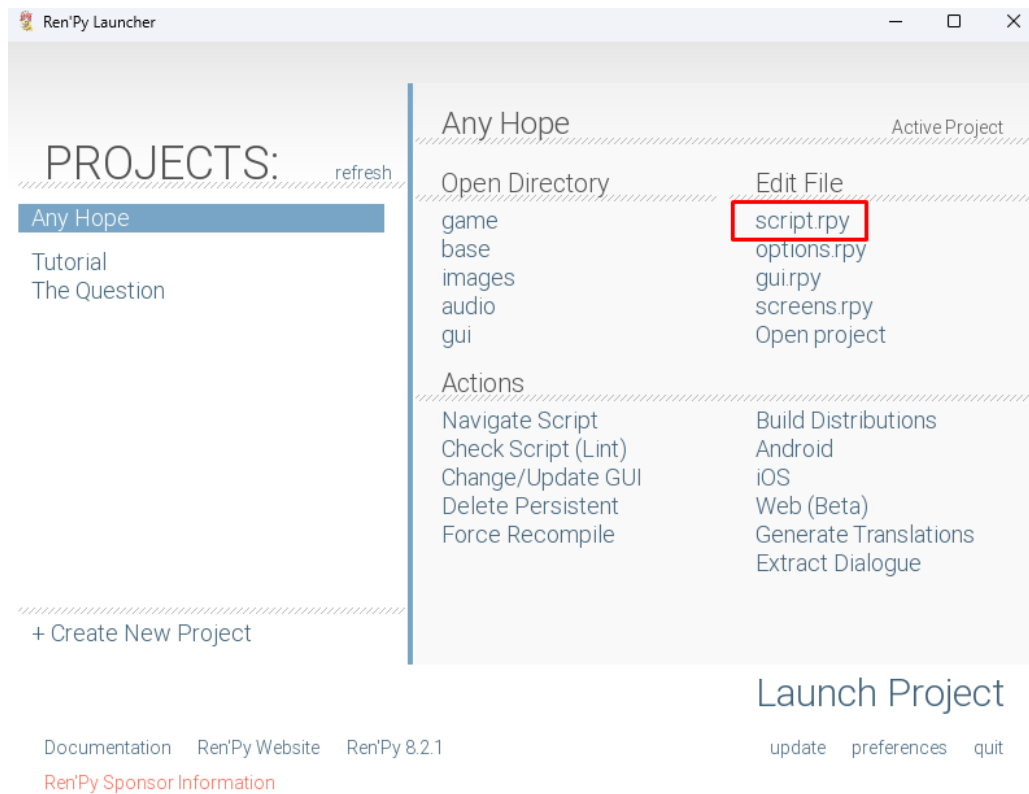 Ren'Py Launcher
PROJECTS:
refresh
Any Hope
Tutorial
The Question
+ Create New Project
Any Hope
Active Project
Open Directory
game
base
images
audio
gui
Edit File
script.rpy
options.rpy
gui.rpy
screens.rpy
Open project
Actions
Navigate Script
Check Script (Lint)
Change/Update GUI
Delete Persistent
Force Recompile
Build Distributions
Android
iOS
Web (Beta)
Generate Translations
Extract Dialogue
Launch Project
Documentation Ren'Py Website Ren'Py 8.2.1
update preferences quit
Ren'Py Sponsor Information